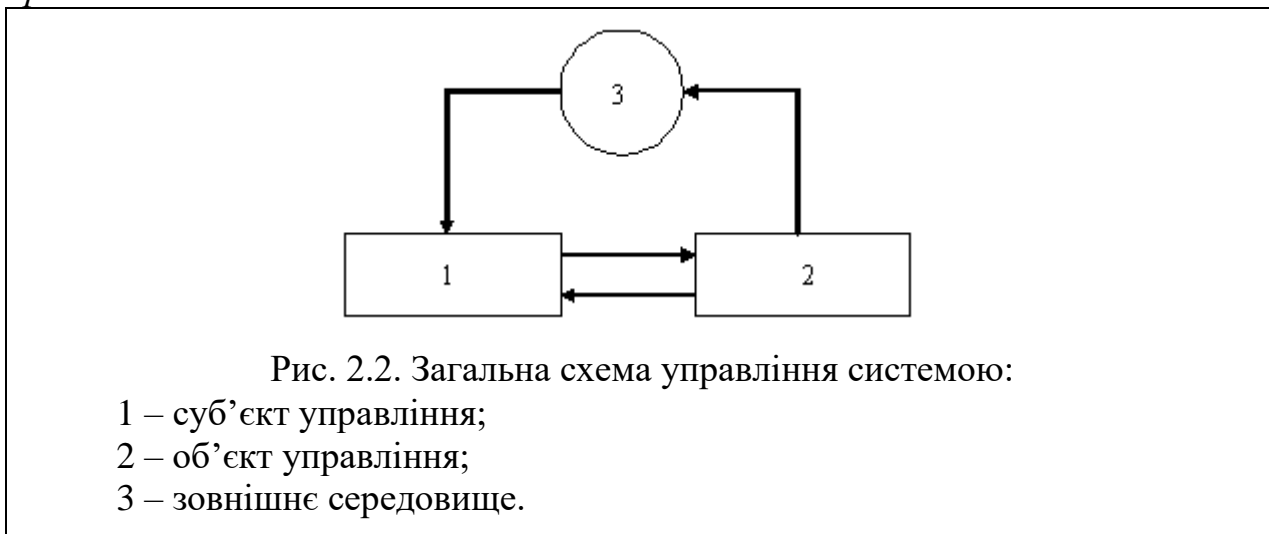 3
1
2
Рис. 2.2. Загальна схема управління системою:
1 – суб’єкт управління;
2 – об’єкт управління;
3 – зовнішнє середовище.